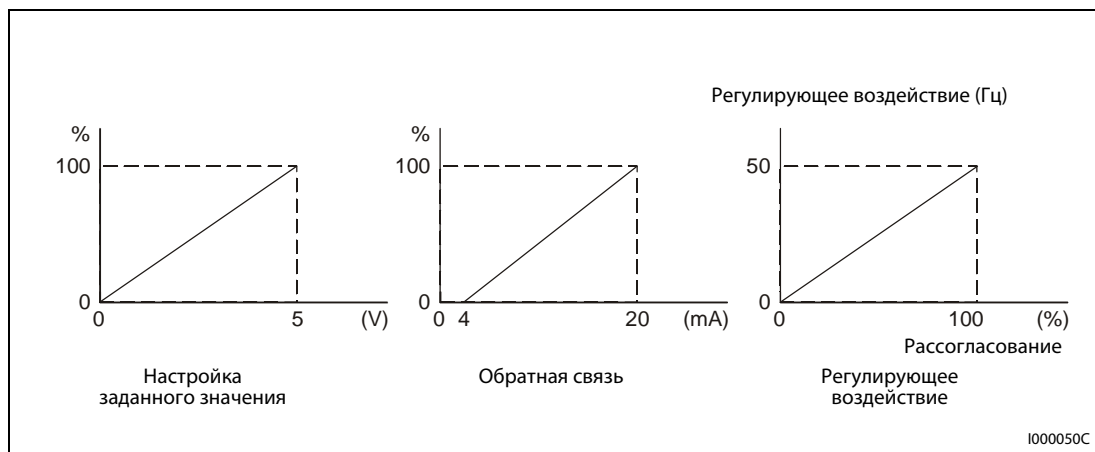 Регулирующее воздействие (Гц)
%
100
0
0 5 (V)
Настройка
заданного значения
%
100
0
0 4 20 (mA)
Обратная связь
50
0
0 100 (%)
Рассогласование
Регулирующее
воздействие
I000050C